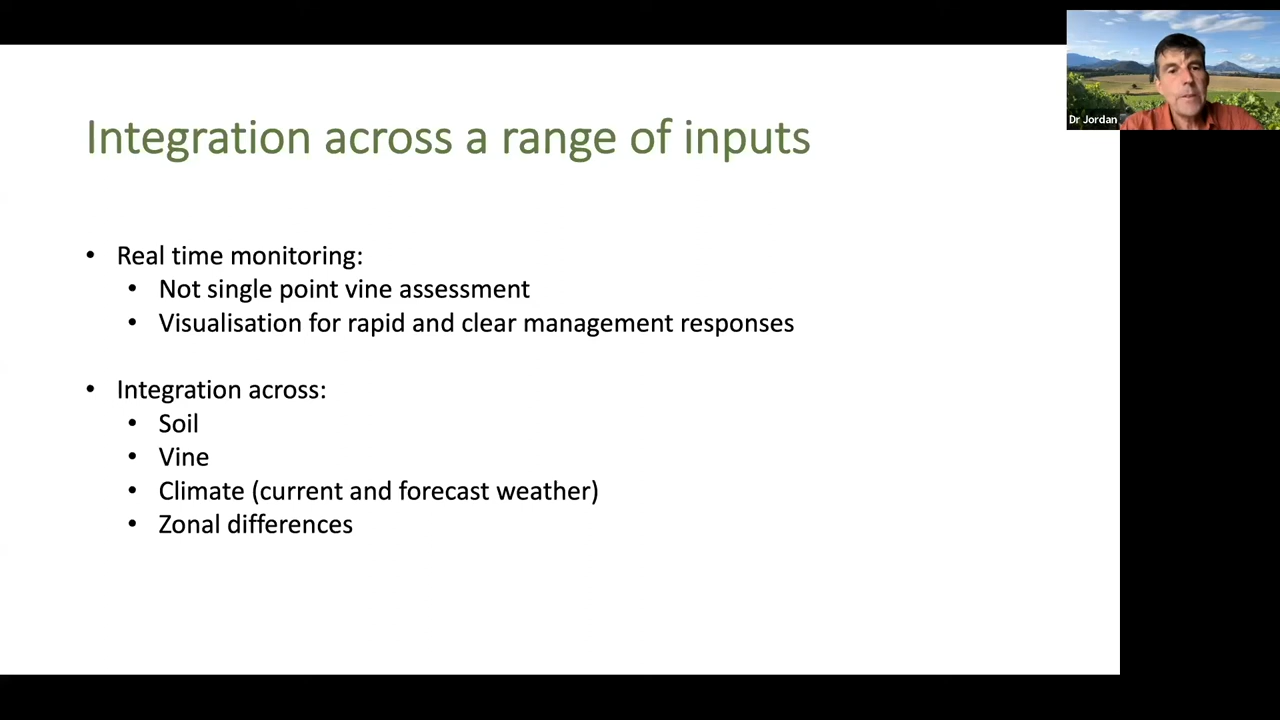 Dr Jordan
Integration across a range of inputs
• Real time monitoring:
• Not single point vine assessment
• Visualisation for rapid and clear management responses
• Integration across:
• Soil
• Vine
• Climate (current and forecast weather)
• Zonal differences